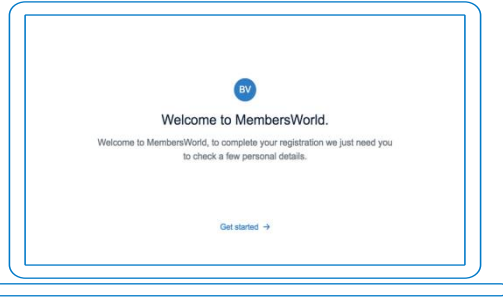 BV
Welcome to MembersWorld.
Welcome to MembersWorld, to complete your registration we just need you
to check a few personal details.
Get started →